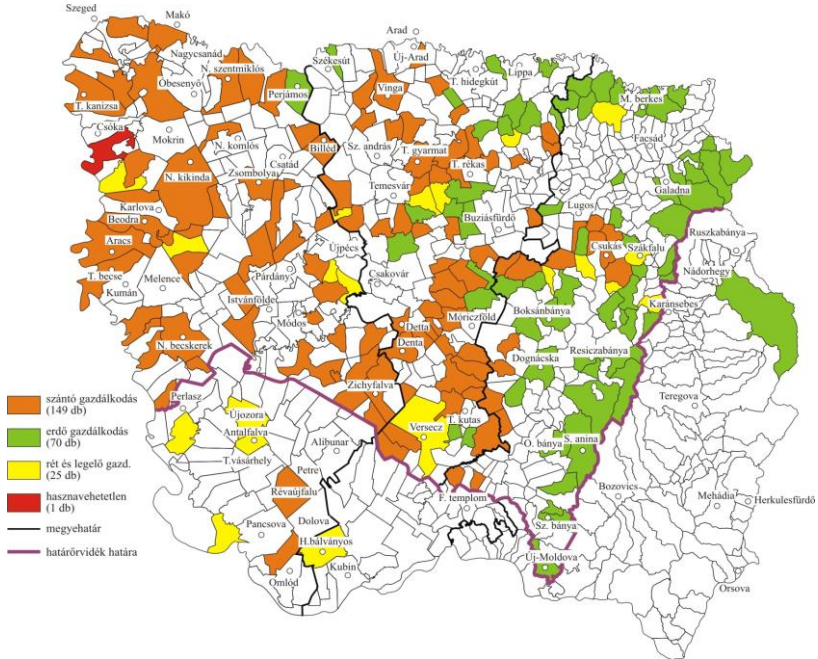 Szeged
Makó
Nagycsanád
Óbesenyő
N. szentmiklós
Perjámos
Székesút
Arad
Új-Arad
Vinga
T. hidegkút
Lippa
M. berkes
T. kanizsa
Csóka
Mokrin
N. komlós
Csatád
Billéd
Sz. andrás
T. gyarmat
T. rékas
Facsád
N. kikinda
Zsombolya
Temesvár
Galadna
Karlova
Beodra
Aracs
Buziásfürdő
Lugos
Ruszkabánya
Újpécs
Csukás
Szákfalu
T. becse
Kumán
Melence
Párdány
Csakovár
Nádorhegy
Istvánfölde
Módos
Móriczföld
Boksánbánya
Karánsebes
N. becskerek
Detta
Denta
Dognácska
Resiczabánya
Zichyfalva
Teregova
Perlasz
Újozora
Antalfalva
T.vásárhely
Alibunar
Versecz
T. kutas
O. bánya
S. anina
Petre
Révaújfalu
F. templom
Bozovics
Mehádia
Herkulesfürdő
Pancsova
Dolova
Sz. bánya
H.bálványos
Omlód
Kubin
Új-Moldova
Orsova
szántó gazdálkodás
(149 db)
erdő gazdálkodás
(70 db)
rét és legelő gazd.
(25 db)
hasznavehetetlen
(1 db)
megyehatár
határőrvidék határa